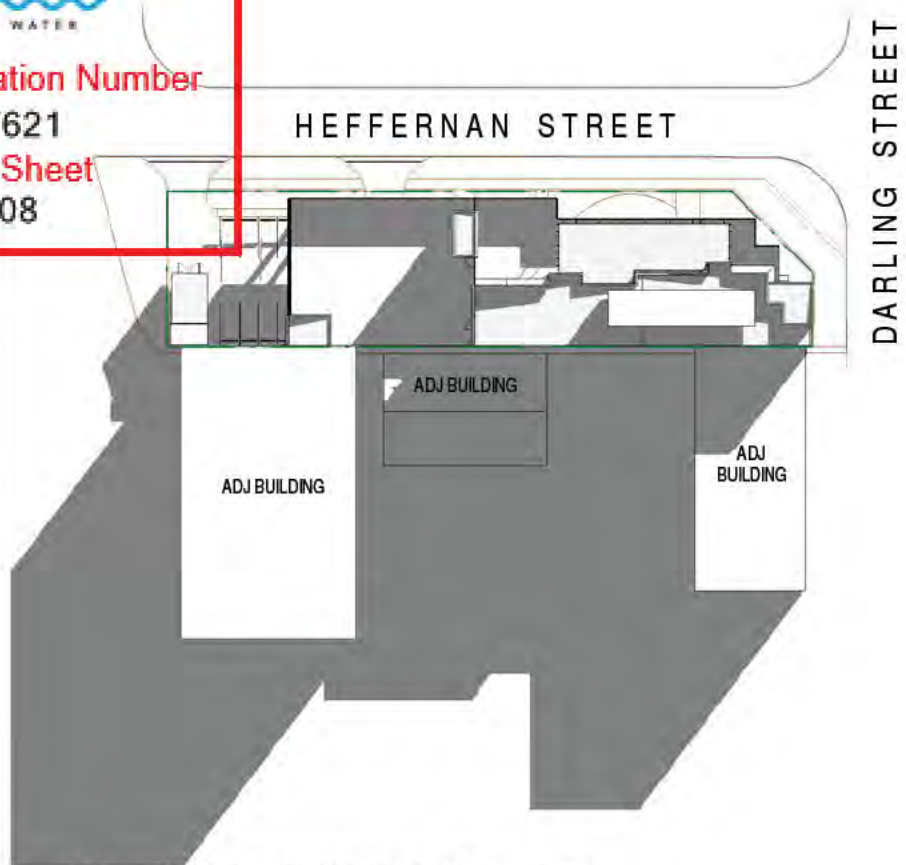 WATER
ation Number
621
Sheet
08
HEFFERNAN STREET
DARLING STREET
ADJ BUILDING
ADJ BUILDING
ADJ
BUILDING